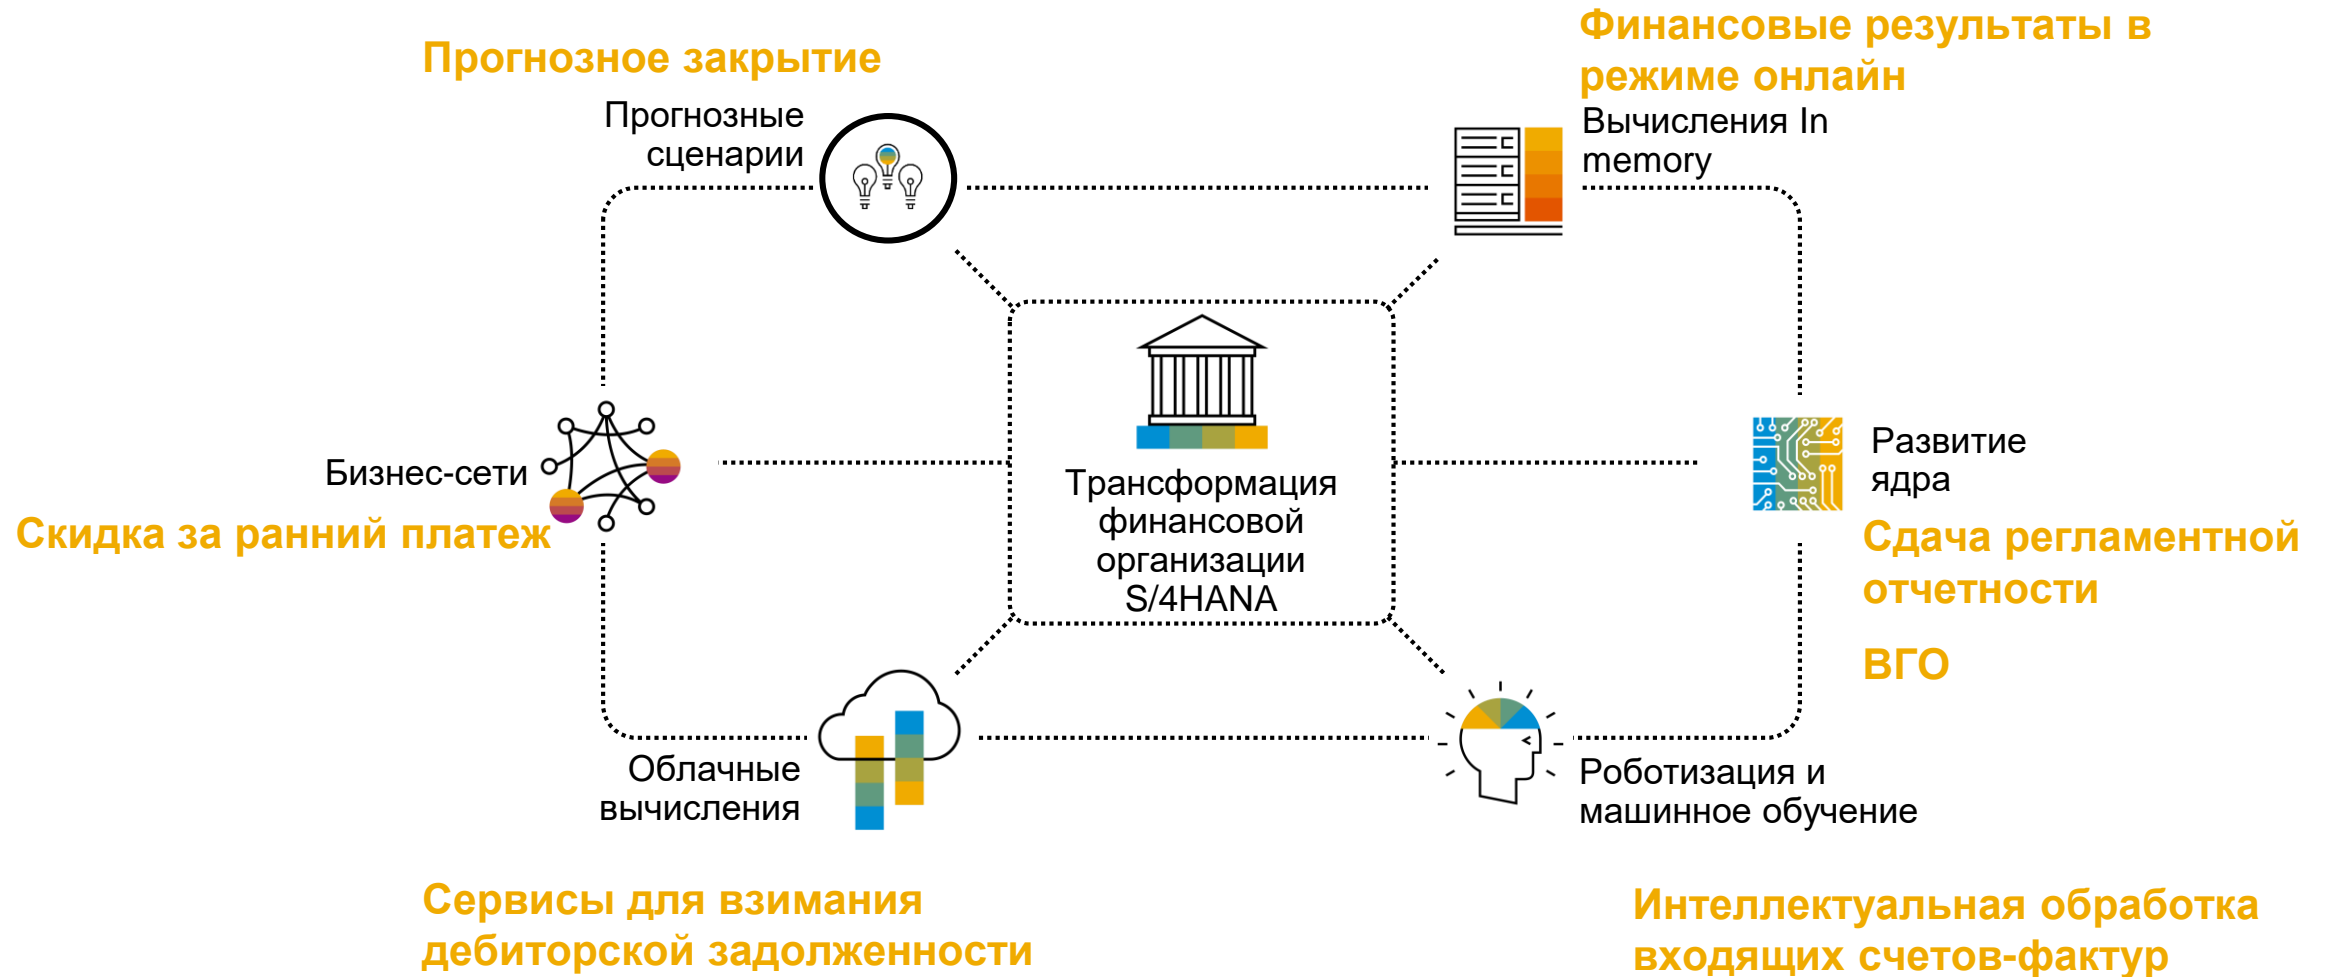 Прогнозное закрытие
Прогнозные
сценарии
Финансовые результаты в
режиме онлайн
Вычисления In
memory
Бизнес-сети
Скидка за ранний платеж
Трансформация
финансовой
организации
S/4HANA
Развитие
ядра
Сдача регламентной
отчетности
ВГО
Облачные
вычисления
Сервисы для взимания
дебиторской задолженности
Роботизация и
машинное обучение
Интеллектуальная обработка
входящих счетов-фактур